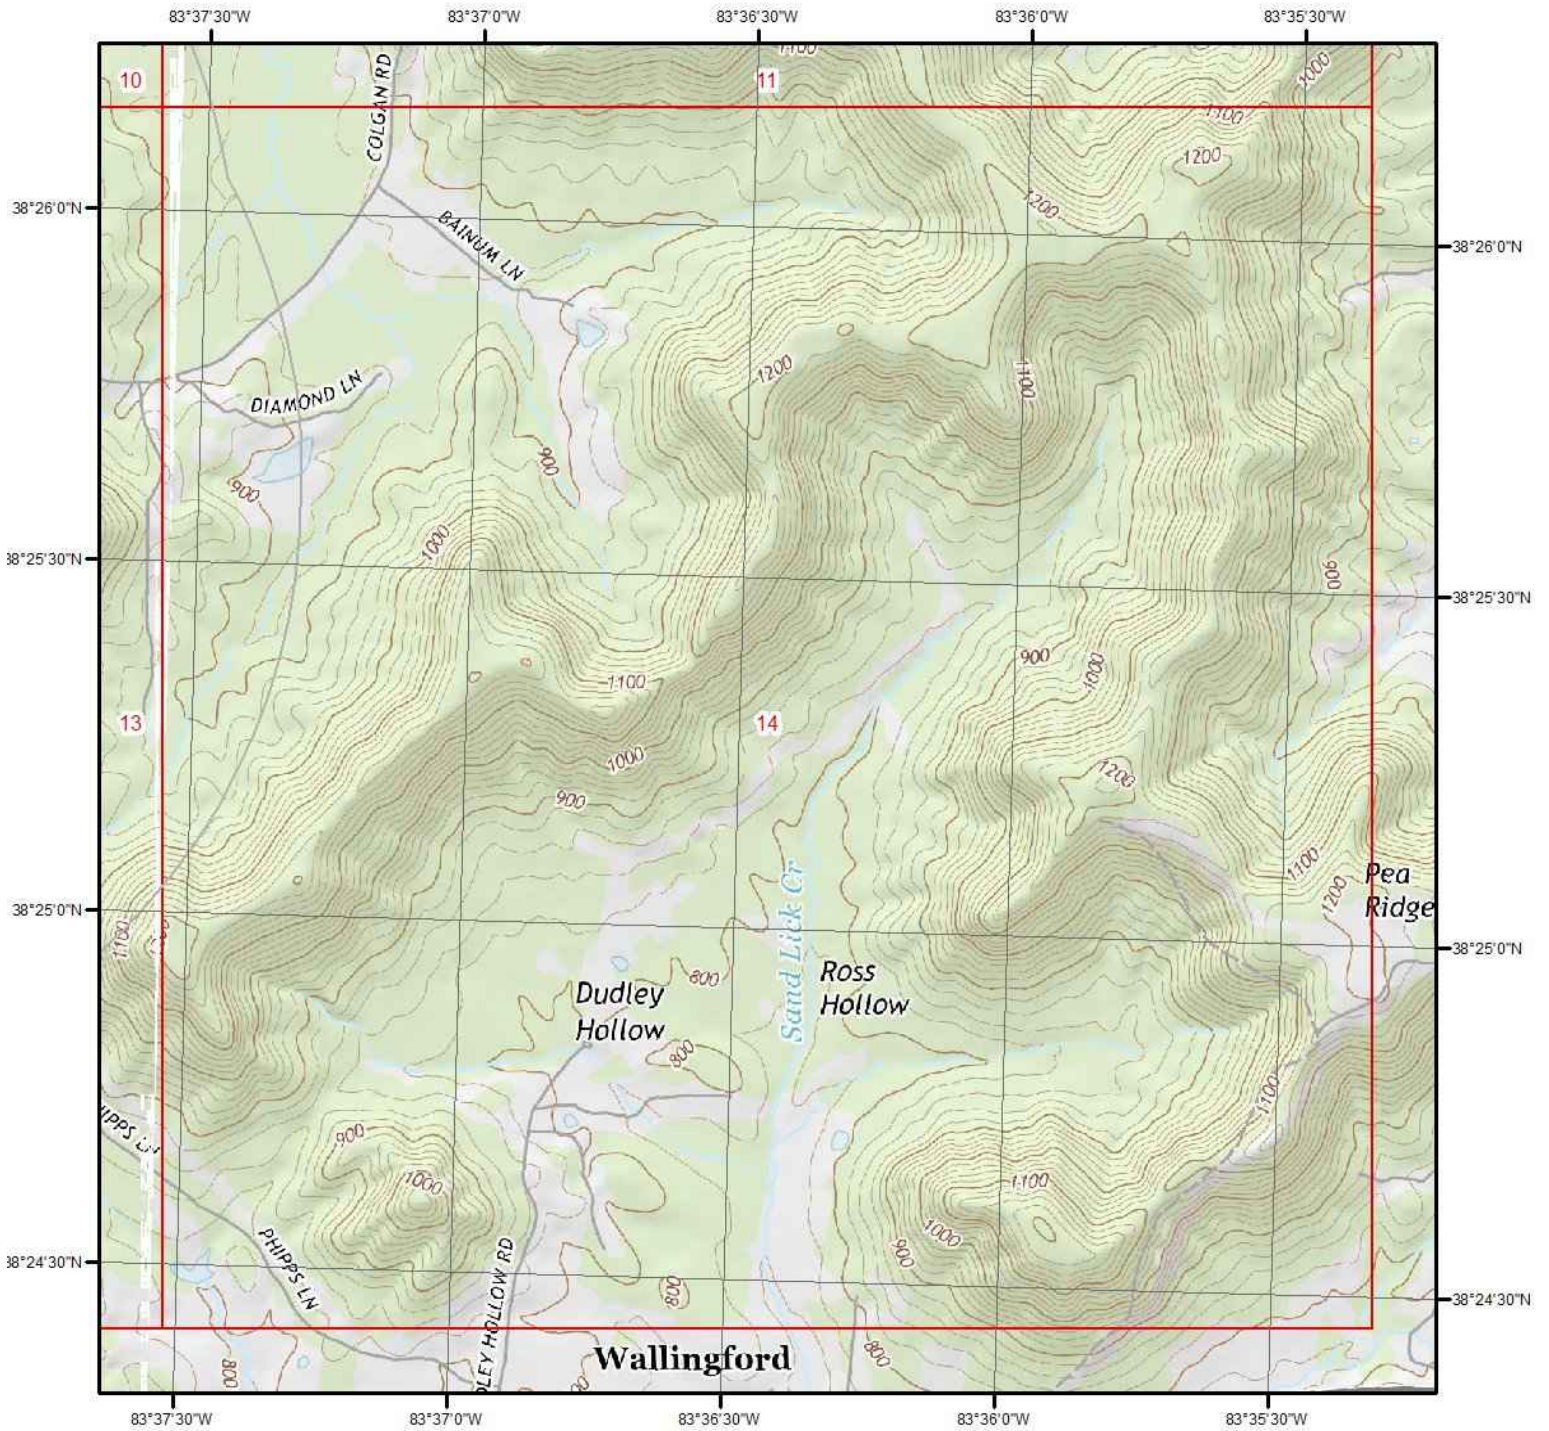 83°37'30"W
83°37'0"W
83°36'30"W
83°36'0"W
83°35'30"W
1100
10
11
1000
COLGAN RD
1100
1200
38°26'0"N
1200
BAINUM LN
38°26'0"N
1200
1100
DIAMOND LN
900
900
1000
38°25'30"N
900
38°25'30"N
900
1000
1100
13
14
1000
1200
900
1100
Pea
Ridge
1200
38°25'0"N
1100
38°25'0"N
Sand Lick Cr
Ross
Hollow
800
Dudley
Hollow
800
1100
IPPS LN
900
1000
1100
1000
900
PHIPPS LN
38°24'30"N
800
38°24'30"N
DLEY HOLLOW RD
Wallingford
800
800
83°37'30"W
83°37'0"W
83°36'30"W
83°36'0"W
83°35'30"W